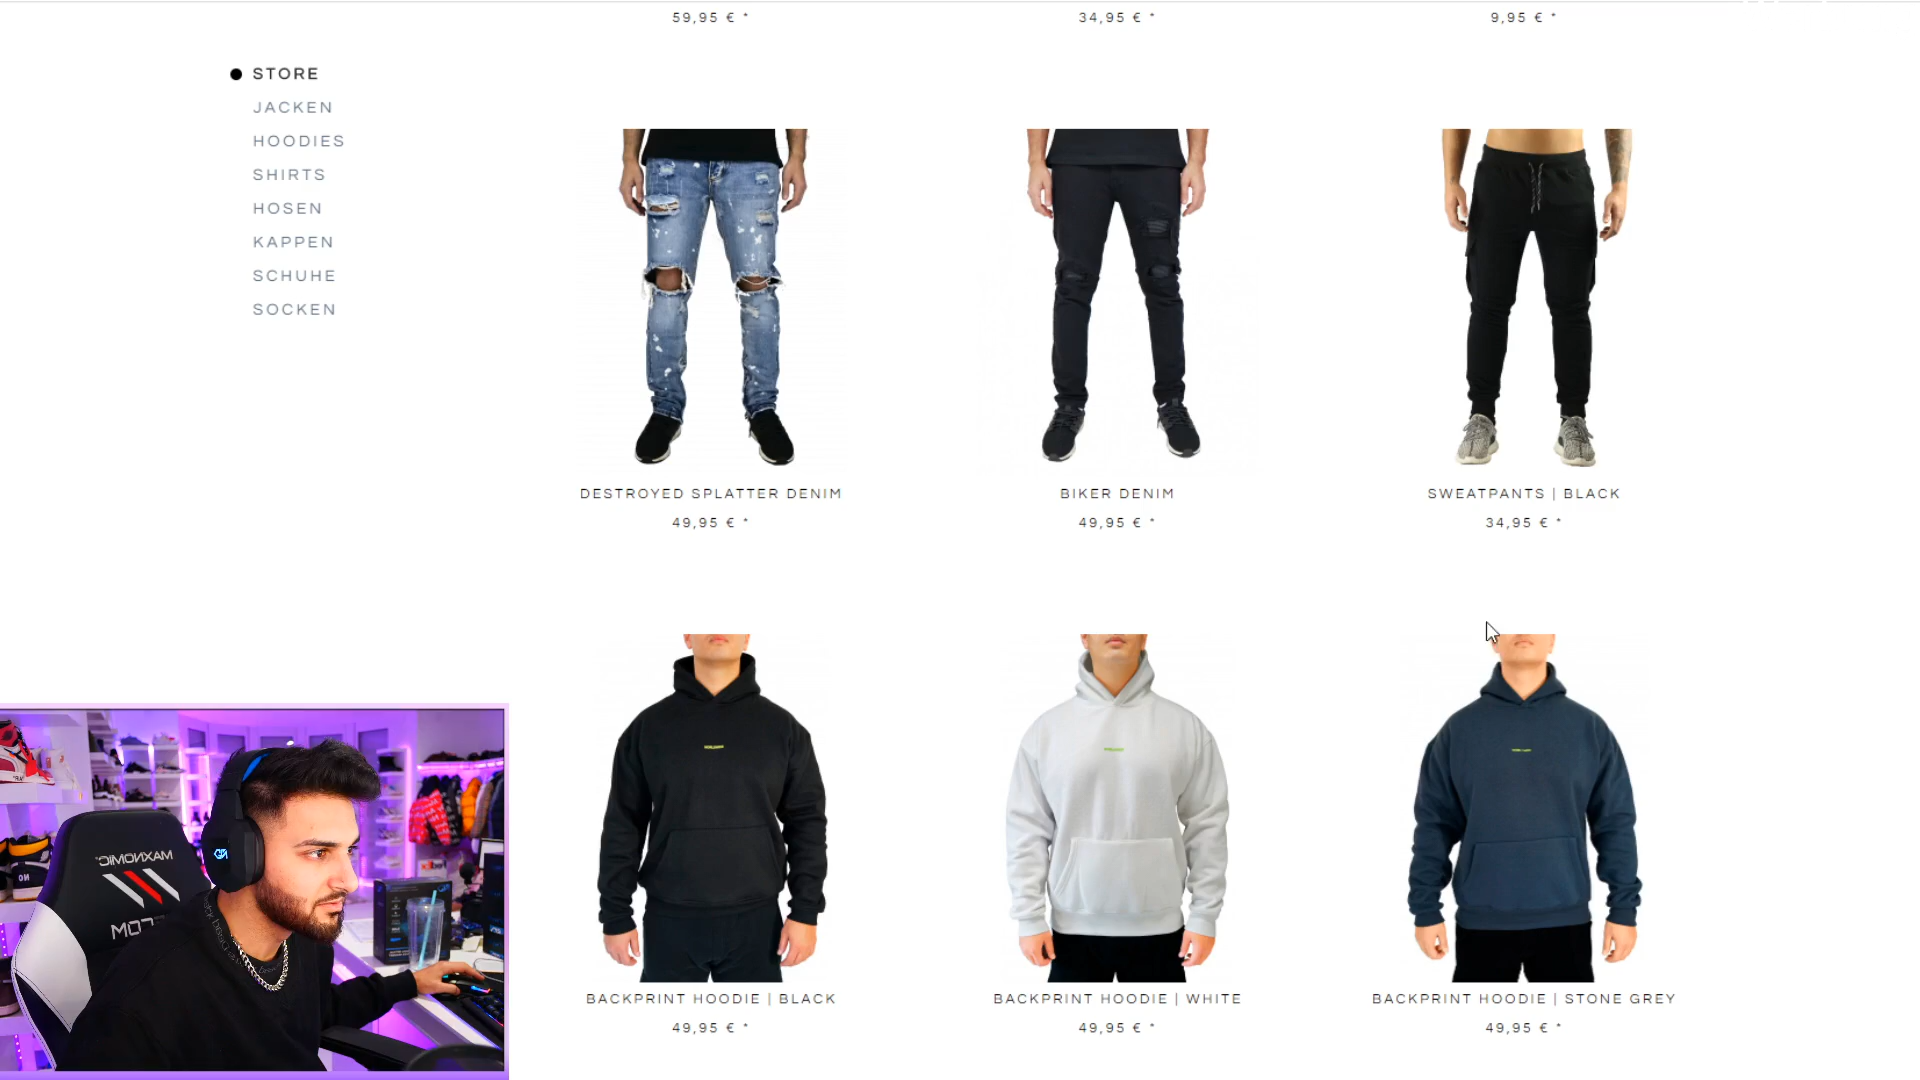 59,95 € *
34,95 € *
9,95 € *
STORE
JACKEN
HOODIES
SHIRTS
HOSEN
KAPPEN
SCHUHE
SOCKEN
DESTROYED SPLATTER DENIM
49,95 € *
BIKER DENIM
49,95 € *
SWEATPANTS | BLACK
34,95 € *
BACKPRINT HOODIE | BLACK
49,95 € *
BACKPRINT HOODIE | WHITE
49,95 € *
BACKPRINT HOODIE | STONE GREY
49,95 € *
MAXNOMIC